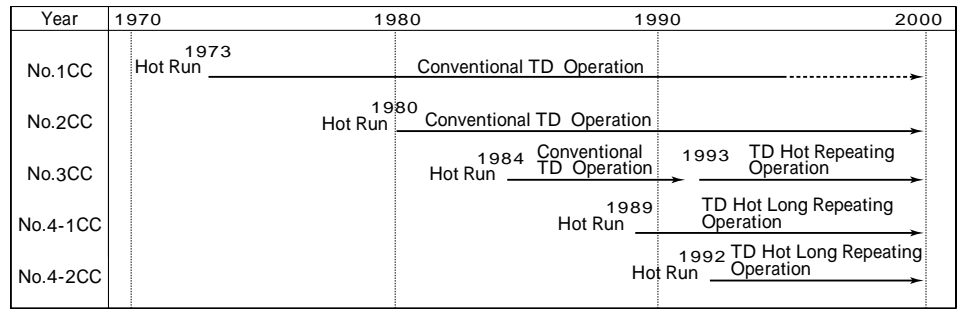 Year 1970 1980 1990 2000
No.1CC Hot Run 1973 Conventional TD Operation
No.2CC Hot Run 1980 Conventional TD Operation
No.3CC Hot Run 1984 Conventional
TD Operation 1993 TD Hot Repeating
Operation
No.4-1CC Hot Run 1989 TD Hot Long Repeating
Operation
No.4-2CC Hot Run 1992 TD Hot Long Repeating
Operation